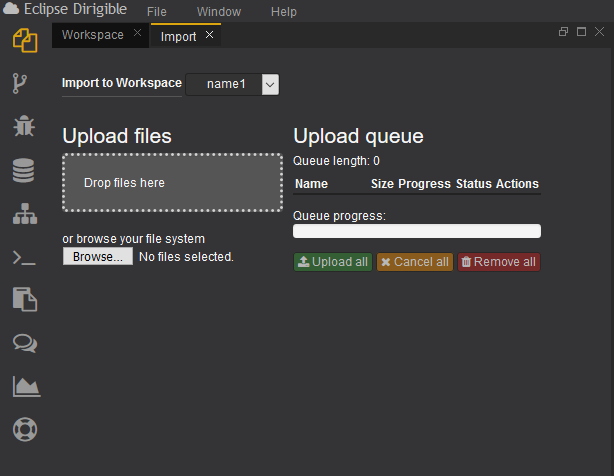 Eclipse Dirigible File Window Help
Workspace Import
Import to Workspace name1
Upload files
Drop files here
or browse your file system
Browse... No files selected.
Upload queue
Queue length: 0
Name Size Progress Status Actions
Queue progress:
Upload all Cancel all Remove all